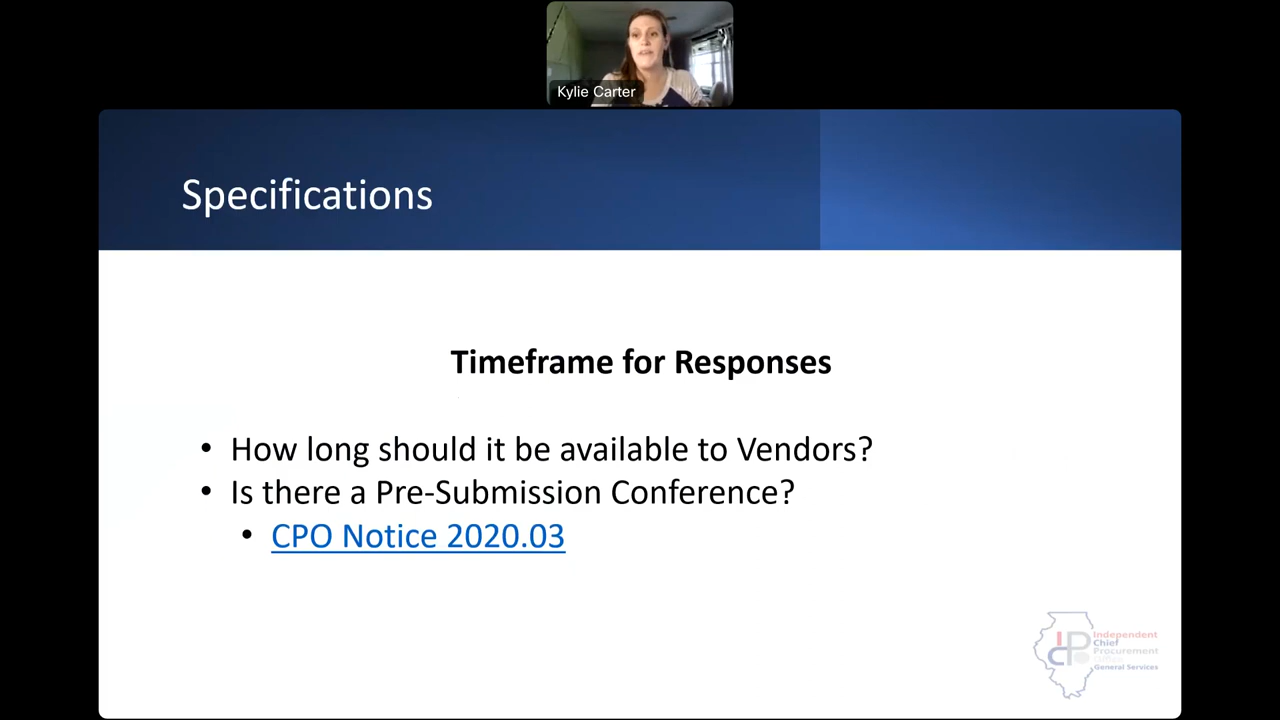 Kylie Carter
Specifications
Timeframe for Responses
• How long should it be available to Vendors?
• Is there a Pre-Submission Conference?
• CPO Notice 2020.03
Independent
Chief
Procurement
Office
General Services